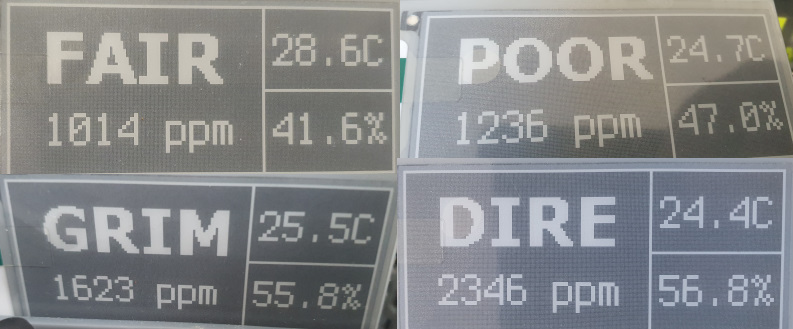 FAIR
1014 ppm
28.6C
41.6%
POOR
1236 ppm
24.7C
47.0%
GRIM
1623 ppm
25.5C
55.8%
DIRE
2346 ppm
24.4C
56.8%